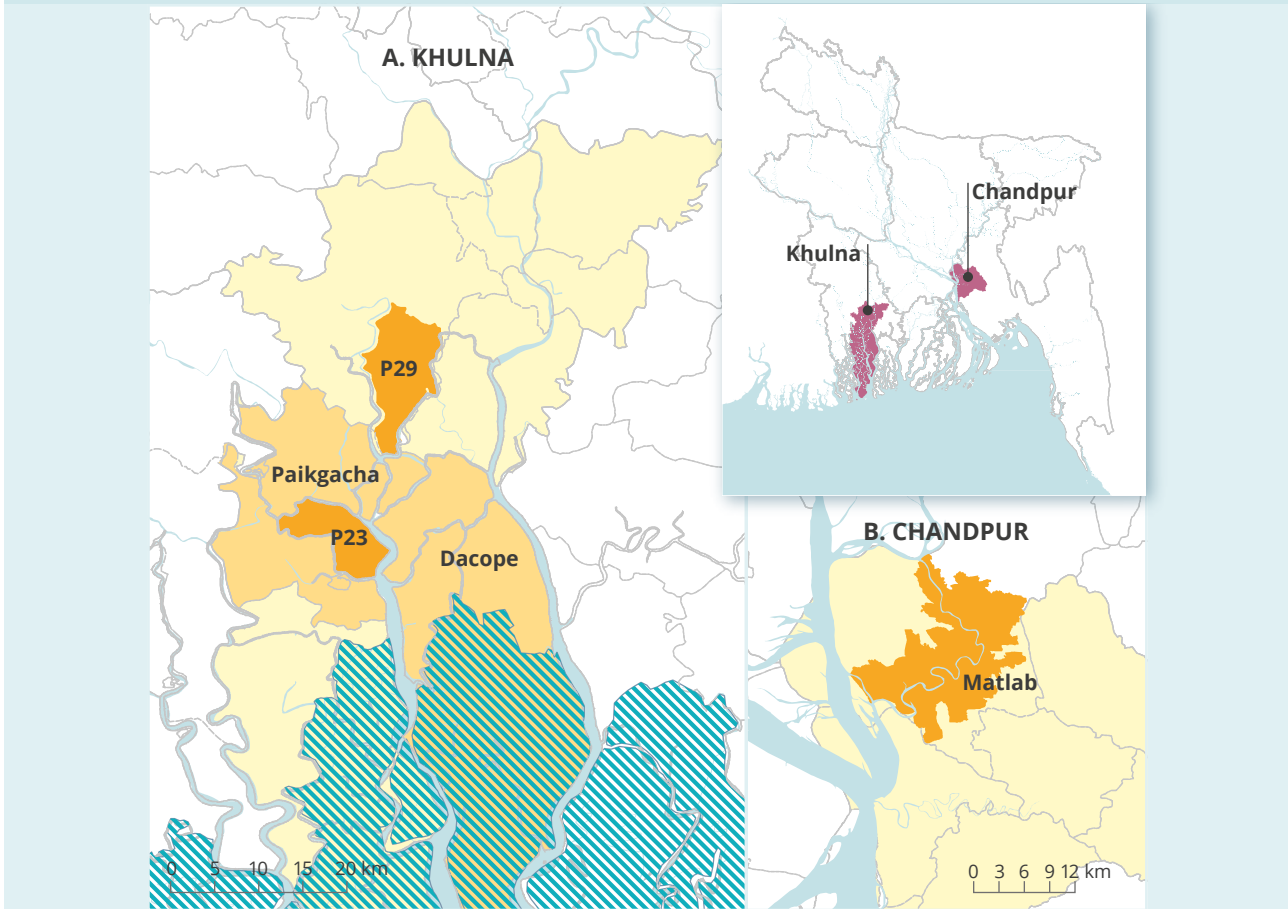 A. KHULNA
P29
Paikgacha
P23
Dacope
0 5 10 15 20 km
Chandpur
Khulna
B. CHANDPUR
Matlab
0 3 6 9 12 km